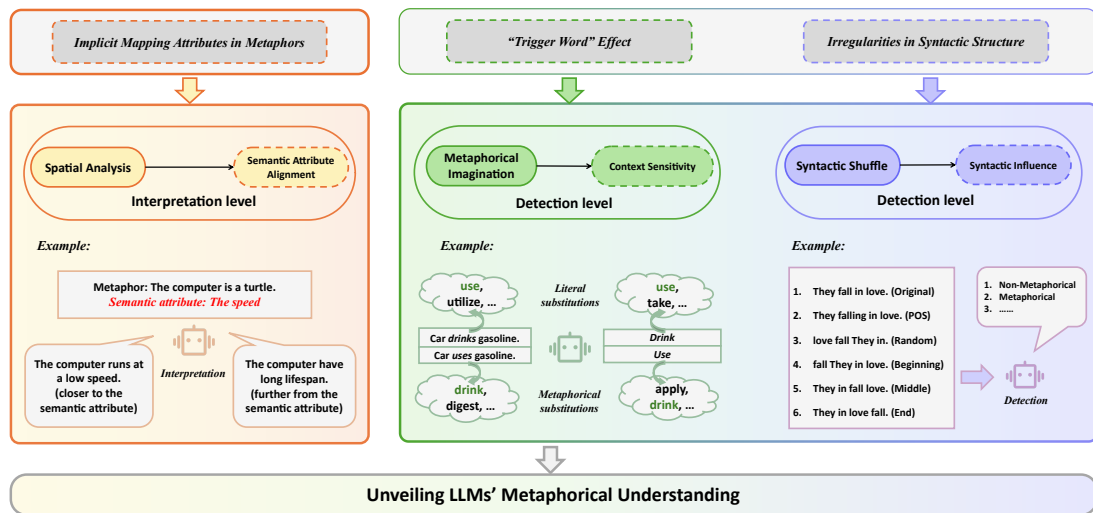 Implicit Mapping Attributes in Metaphors
“Trigger Word” Effect
Irregularities in Syntactic Structure
Spatial Analysis
Semantic Attribute
Alignment
Interpretation level
Example:
Metaphor: The computer is a turtle.
Semantic attribute: The speed
The computer runs at
a low speed.
(closer to the
semantic attribute)
Interpretation
The computer have
long lifespan.
(further from the
semantic attribute)
Metaphorical
Imagination
Context Sensitivity
Detection level
Example:
use,
utilize, ...
Literal
substitutions
use,
take, ...
Car drinks gasoline.
Car uses gasoline.
Drink
Use
drink,
digest, ...
Metaphorical
substitutions
apply,
drink, ...
Syntactic Shuffle
Syntactic Influence
Detection level
Example:
1. They fall in love. (Original)
2. They falling in love. (POS)
3. love fall They in. (Random)
4. fall They in love. (Beginning)
5. They in fall love. (Middle)
6. They in love fall. (End)
1. Non-Metaphorical
2. Metaphorical
3. ......
Detection
Unveiling LLMs’ Metaphorical Understanding